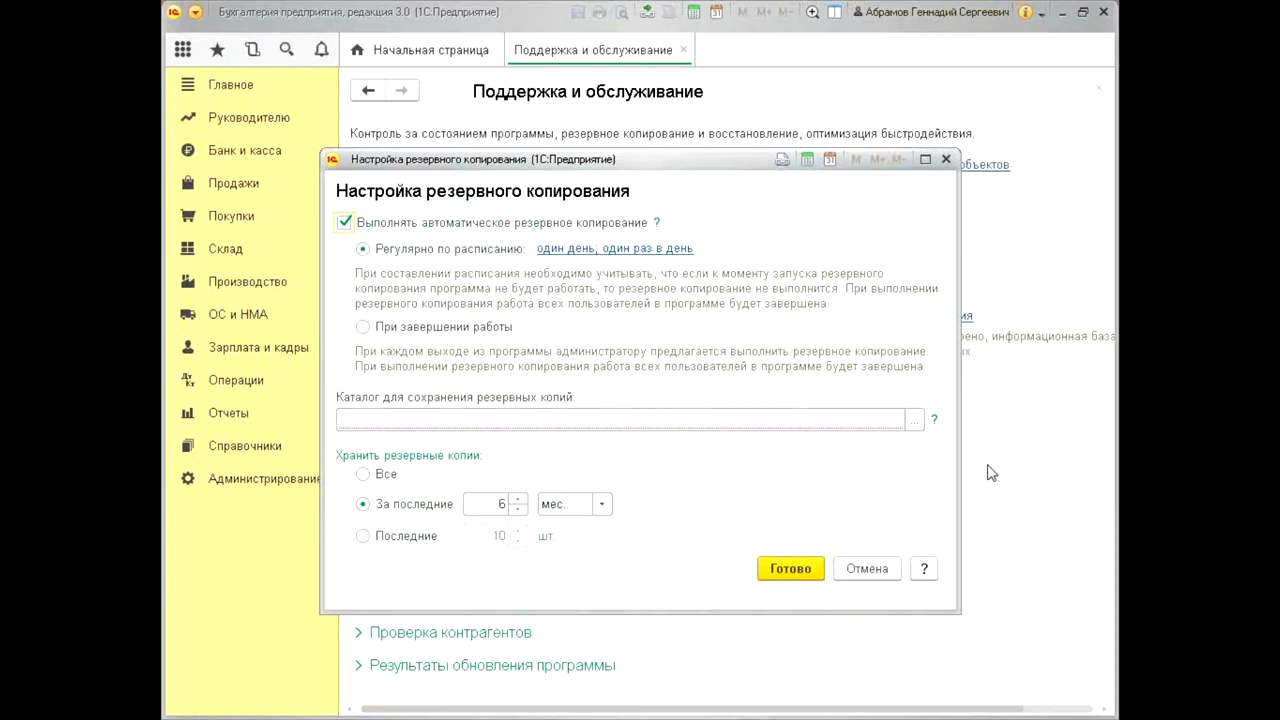 Бухгалтерия предприятия, редакция 3.0 (1С:Предприятие)
M M+ M-
Абрамов Геннадий Сергеевич
Начальная страница
Поддержка и обслуживание
Главное
Руководителю
Банк и касса
Продажи
Покупки
Склад
Производство
ОС и НМА
Зарплата и кадры
Операции
Отчеты
Справочники
Администрирование
Поддержка и обслуживание
Контроль за состоянием программы, резервное копирование и восстановление, оптимизация быстродействия.
объектов
ия
рено, информационная база
х.
Настройка резервного копирования (1С:Предприятие)
M M+ M-
Настройка резервного копирования
Выполнять автоматическое резервное копирование ?
Регулярно по расписанию: один день; один раз в день
При составлении расписания необходимо учитывать, что если к моменту запуска резервного
копирования программа не будет работать, то резервное копирование не выполнится. При выполнении
резервного копирования работа всех пользователей в программе будет завершена.
При завершении работы
При каждом выходе из программы администратору предлагается выполнить резервное копирование.
При выполнении резервного копирования работа всех пользователей в программе будет завершена.
Каталог для сохранения резервных копий:
... ?
Хранить резервные копии:
Все
За последние 6 мес.
Последние 10 шт.
Готово Отмена ?
Проверка контрагентов
Результаты обновления программы